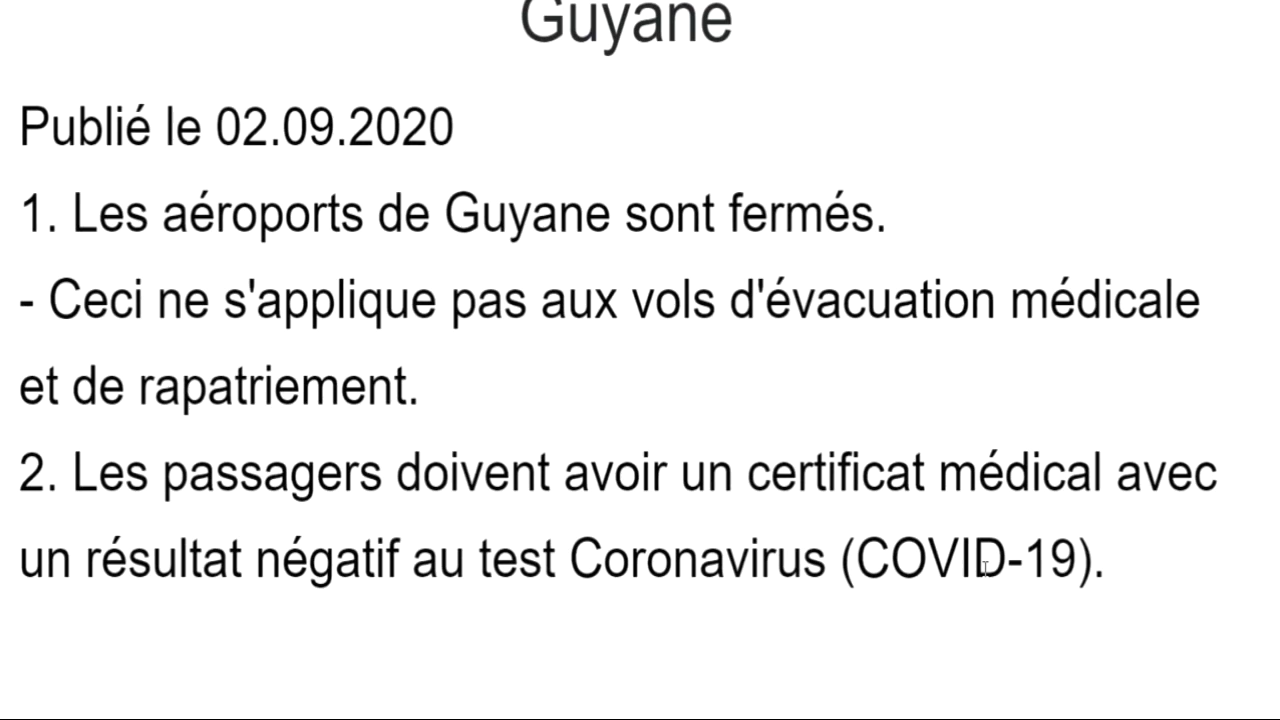 Guyane
Publié le 02.09.2020
1. Les aéroports de Guyane sont fermés.
- Ceci ne s'applique pas aux vols d'évacuation médicale
et de rapatriement.
2. Les passagers doivent avoir un certificat médical avec
un résultat négatif au test Coronavirus (COVID-19).